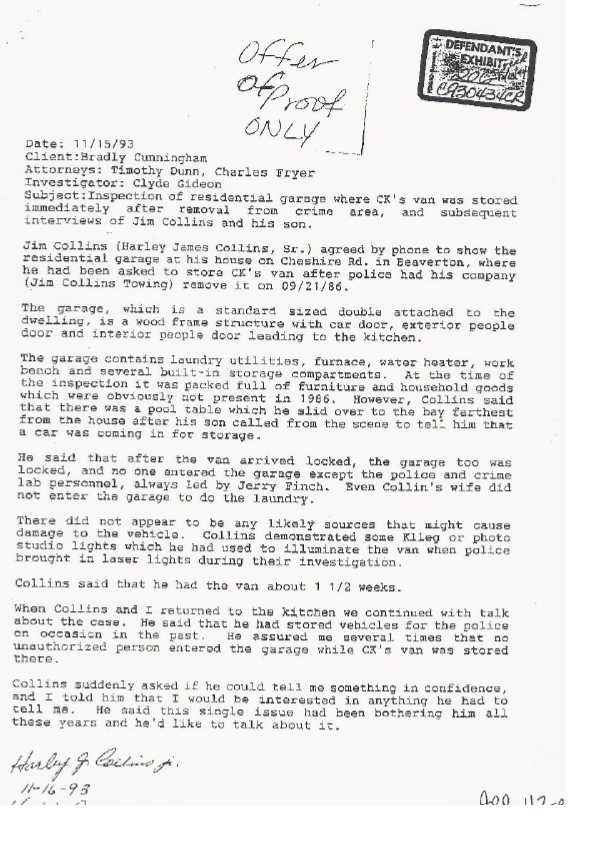 Offer
of Proof
ONLY
DEFENDANT'S
EXHIBIT
C930434CR
Date: 11/15/93
Client:Bradly Cunningham
Attorneys: Timothy Dunn, Charles Fryer
Investigator: Clyde Gideon
Subject:Inspection of residential garage where CK's van was stored
immediately after removal from crime area, and subsequent
interviews of Jim Collins and his son.
Jim Collins (Harley James Collins, Sr.) agreed by phone to show the
residential garage at his house on Cheshire Rd. in Beaverton, where
he had been asked to store CK's van after police had his company
(Jim Collins Towing) remove it on 09/21/86.
The garage, which is a standard sized double attached to the
dwelling, is a wood frame structure with car door, exterior people
door and interior people door leading to the kitchen.
The garage contains laundry utilities, furnace, water heater, work
bench and several built-in storage compartments. At the time of
the inspection it was packed full of furniture and household goods
which were obviously not present in 1986. However, Collins said
that there was a pool table which he slid over to the bay farthest
from the house after his son called from the scene to tell him that
a car was coming in for storage.
He said that after the van arrived locked, the garage too was
locked, and no one entered the garage except the police and crime
lab personnel, always led by Jerry Finch. Even Collin's wife did
not enter the garage to do the laundry.
There did not appear to be any likely sources that might cause
damage to the vehicle. Collins demonstrated some Klieg or photo
studio lights which he had used to illuminate the van when police
brought in laser lights during their investigation.
Collins said that he had the van about 1 1/2 weeks.
When Collins and I returned to the kitchen we continued with talk
about the case. He said that he had stored vehicles for the police
on occasion in the past. He assured me several times that no
unauthorized person entered the garage while CK's van was stored
there.
Collins suddenly asked if he could tell me something in confidence,
and I told him that I would be interested in anything he had to
tell me. He said this single issue had been bothering him all
these years and he'd like to talk about it.
Harley J Collins jr.
11-16-93